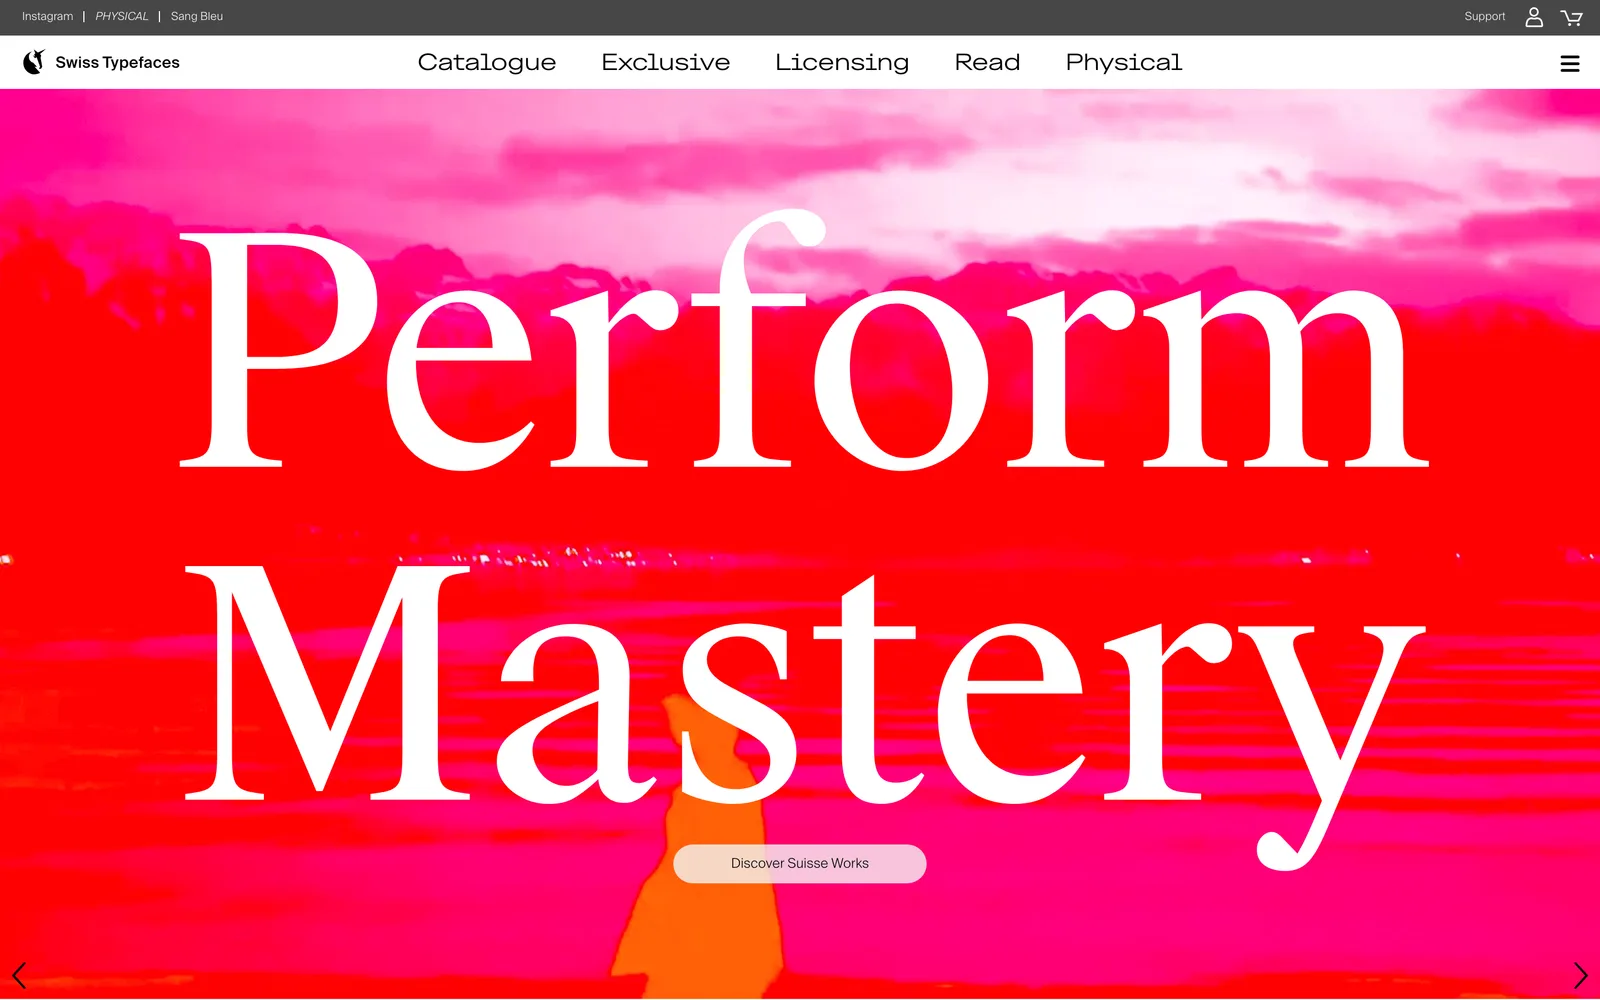 Instagram | PHYSICAL | Sang Bleu
Support
Swiss Typefaces
Catalogue Exclusive Licensing Read Physical
Perform
Mastery
Discover Suisse Works